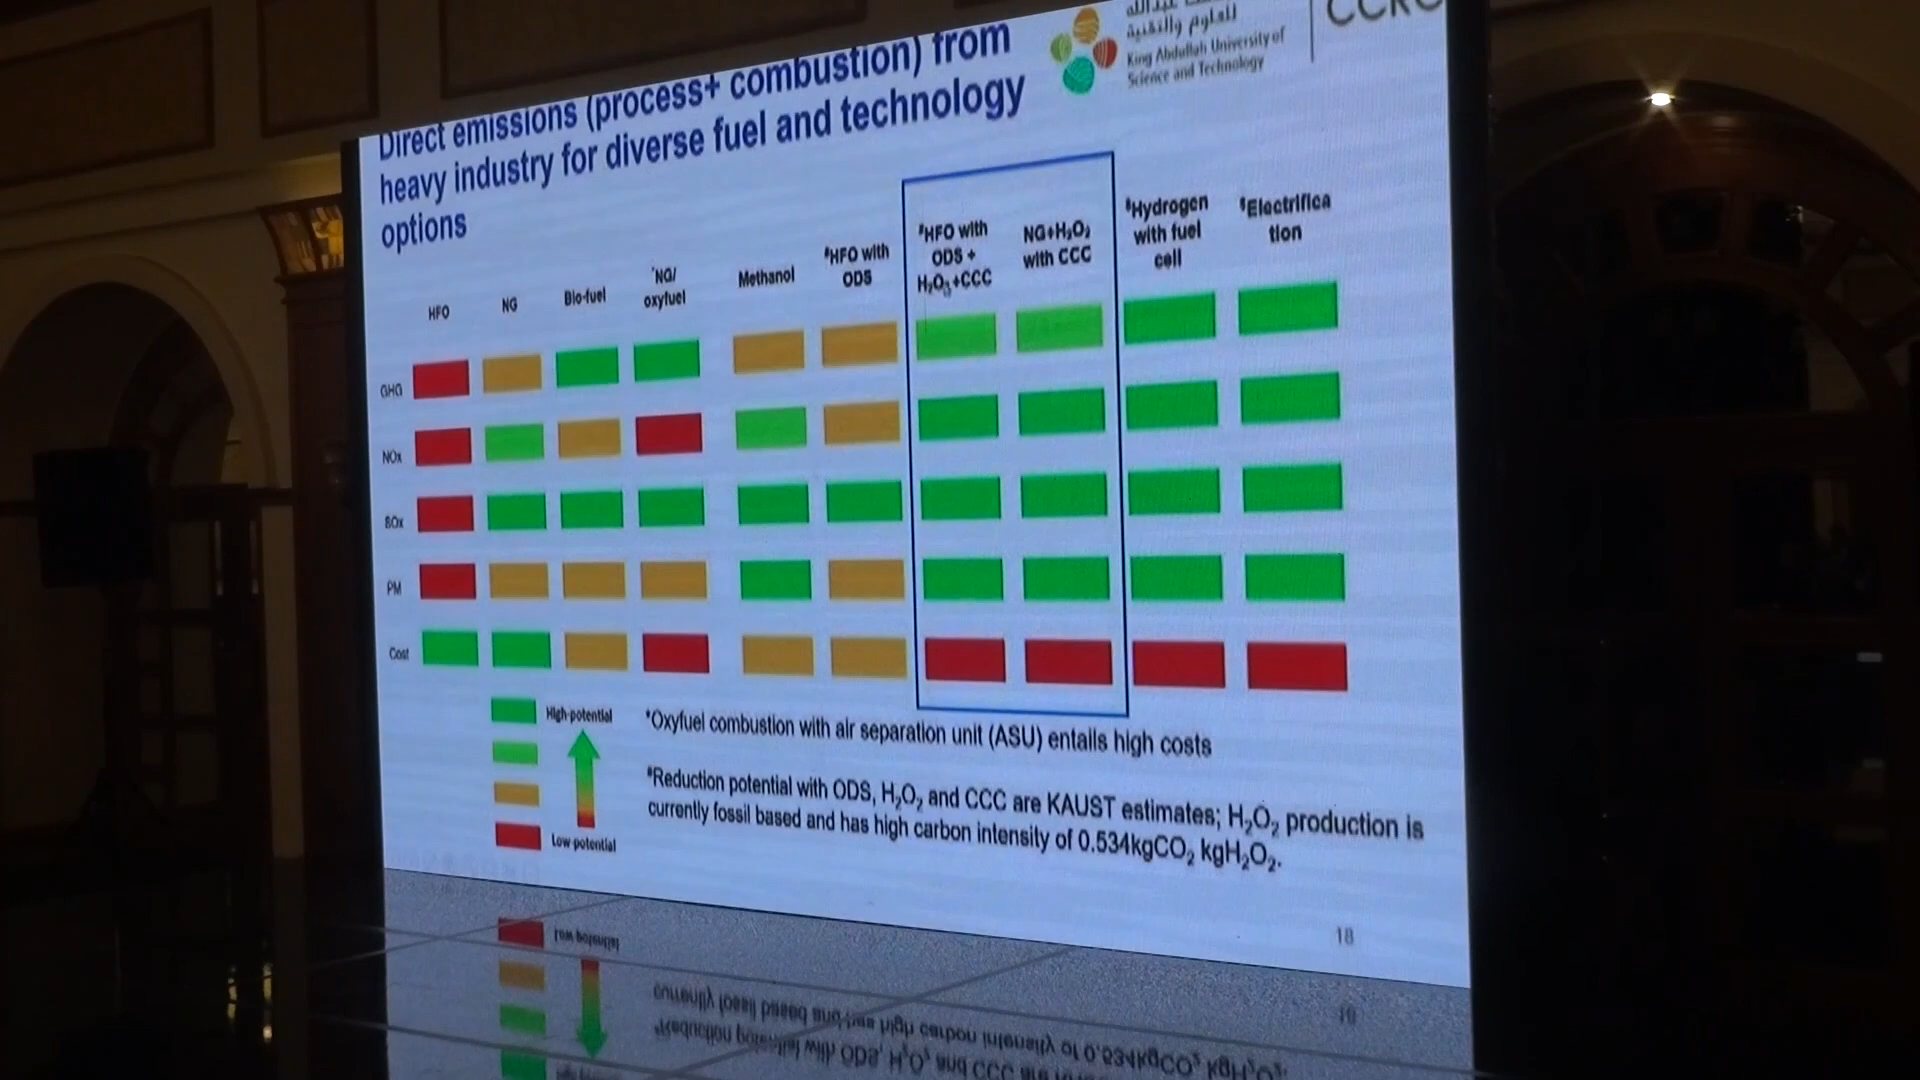 Direct emissions (process+ combustion) from
heavy industry for diverse fuel and technology
options
للعلوم والتقنية
King Abdullah University of
Science and Technology
CCRC
HFO
NG
Bio-fuel
*NG/
oxyfuel
Methanol
#HFO with
ODS
#HFO with
ODS +
H₂O₂+CCC
NG+H₂O₂
with CCC
#Hydrogen
with fuel
cell
Electrifica
tion
GHG
NOx
SOx
PM
Cost
High-potential
Low potential
*Oxyfuel combustion with air separation unit (ASU) entails high costs
#Reduction potential with ODS, H₂O₂ and CCC are KAUST estimates; H₂O₂ production is
currently fossil based and has high carbon intensity of 0.534kgCO₂ kgH₂O₂.
18